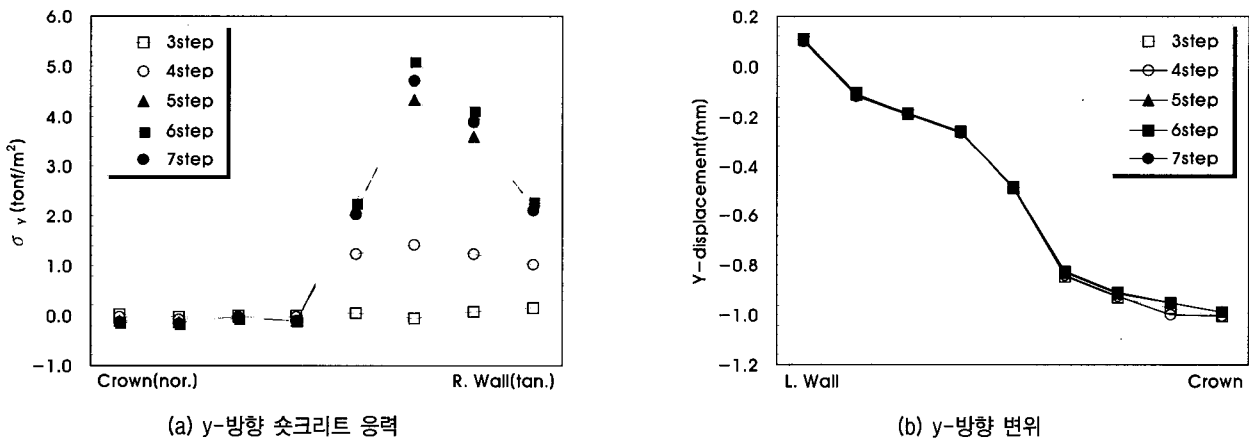 6.0
5.0
4.0
3.0
2.0
1.0
0.0
-1.0
σ y (tonf/m²)
3step
4step
5step
6step
7step
Crown(nor.)
R. Wall(tan.)
(a) y-방향 숏크리트 응력
0.2
0.0
-0.2
-0.4
-0.6
-0.8
-1.0
-1.2
Y-displacement(mm)
3step
4step
5step
6step
7step
L. Wall
Crown
(b) y-방향 변위